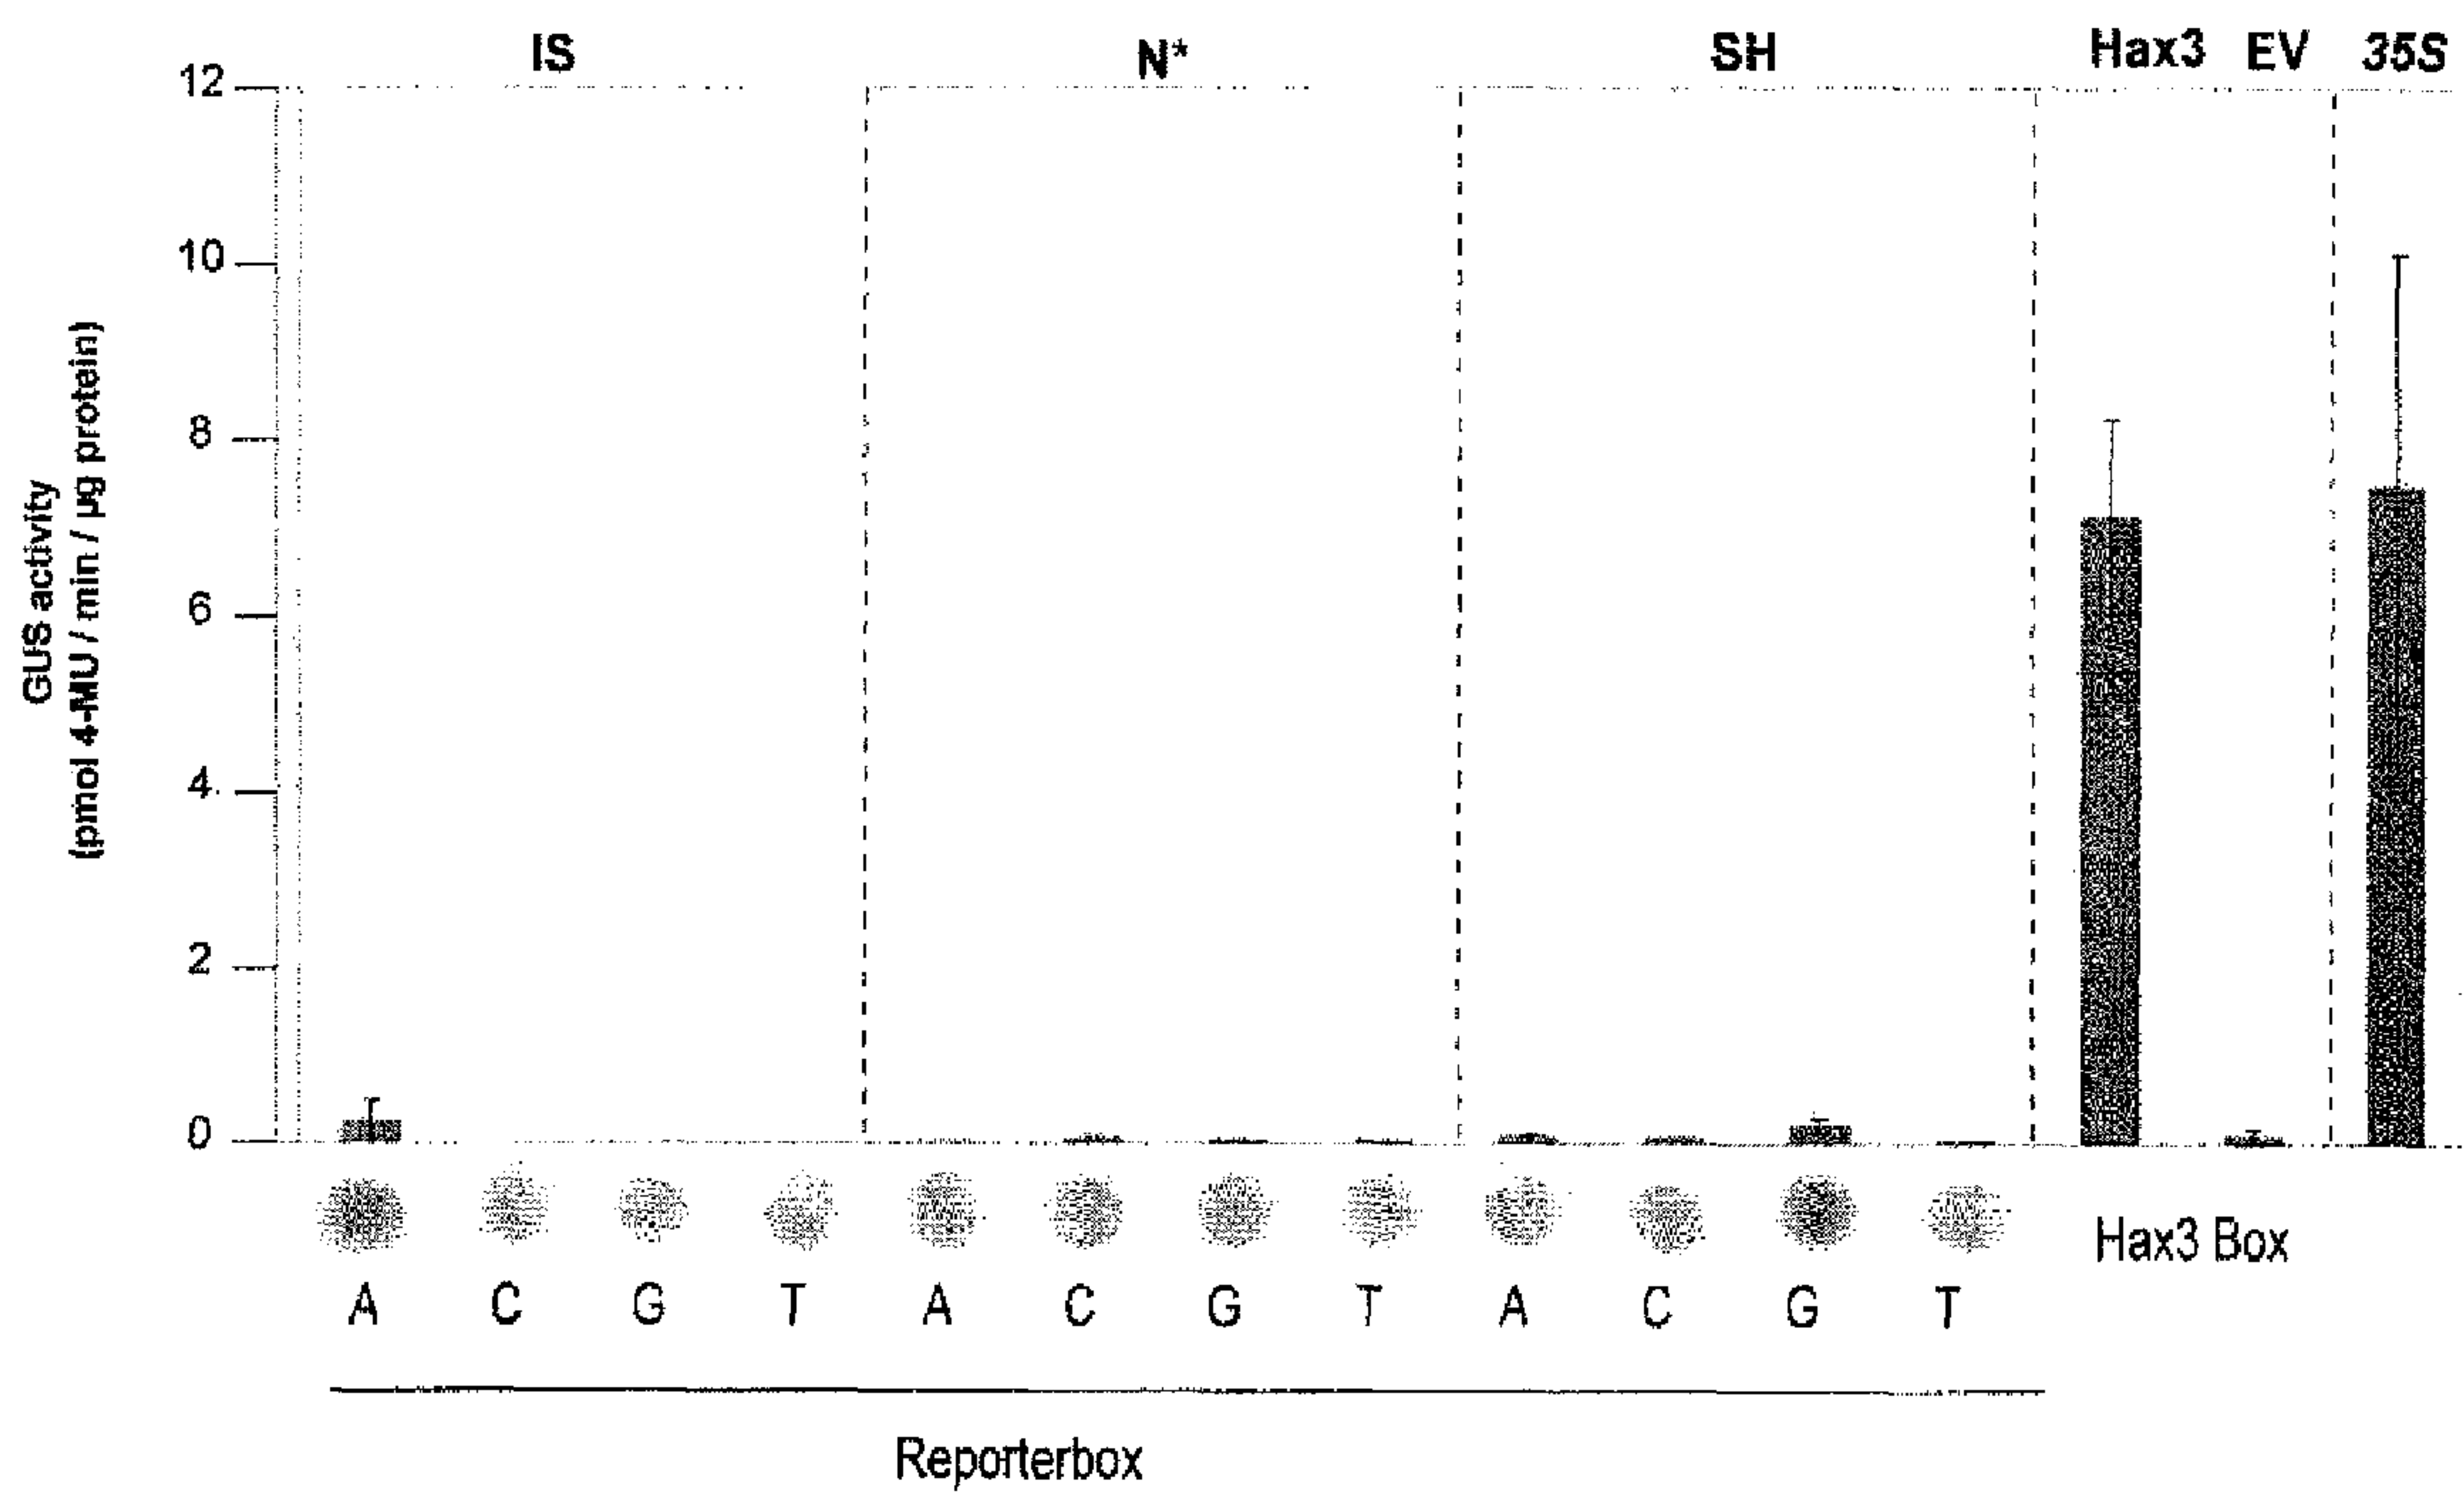 IS N* SH Hax3 EV 35S
12
10
8
6
4
2
0
GUS activity
(pmol 4-MU / min / µg protein)
A C G T A C G T A C G T
Hax3 Box
Reporterbox